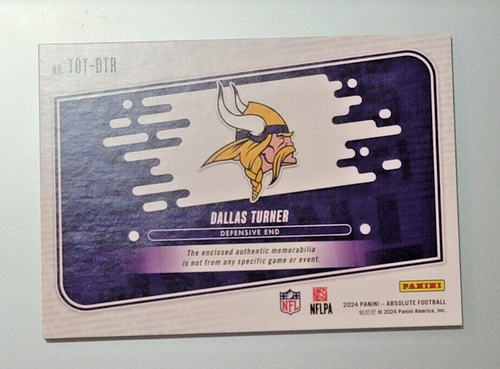 NO. TOT-DTR
DALLAS TURNER
DEFENSIVE END
The enclosed authentic memorabilia
is not from any specific game or event.
PANINI
NFL
NFLPA
2024 PANINI – ABSOLUTE FOOTBALL
© 2024 Panini America, Inc.